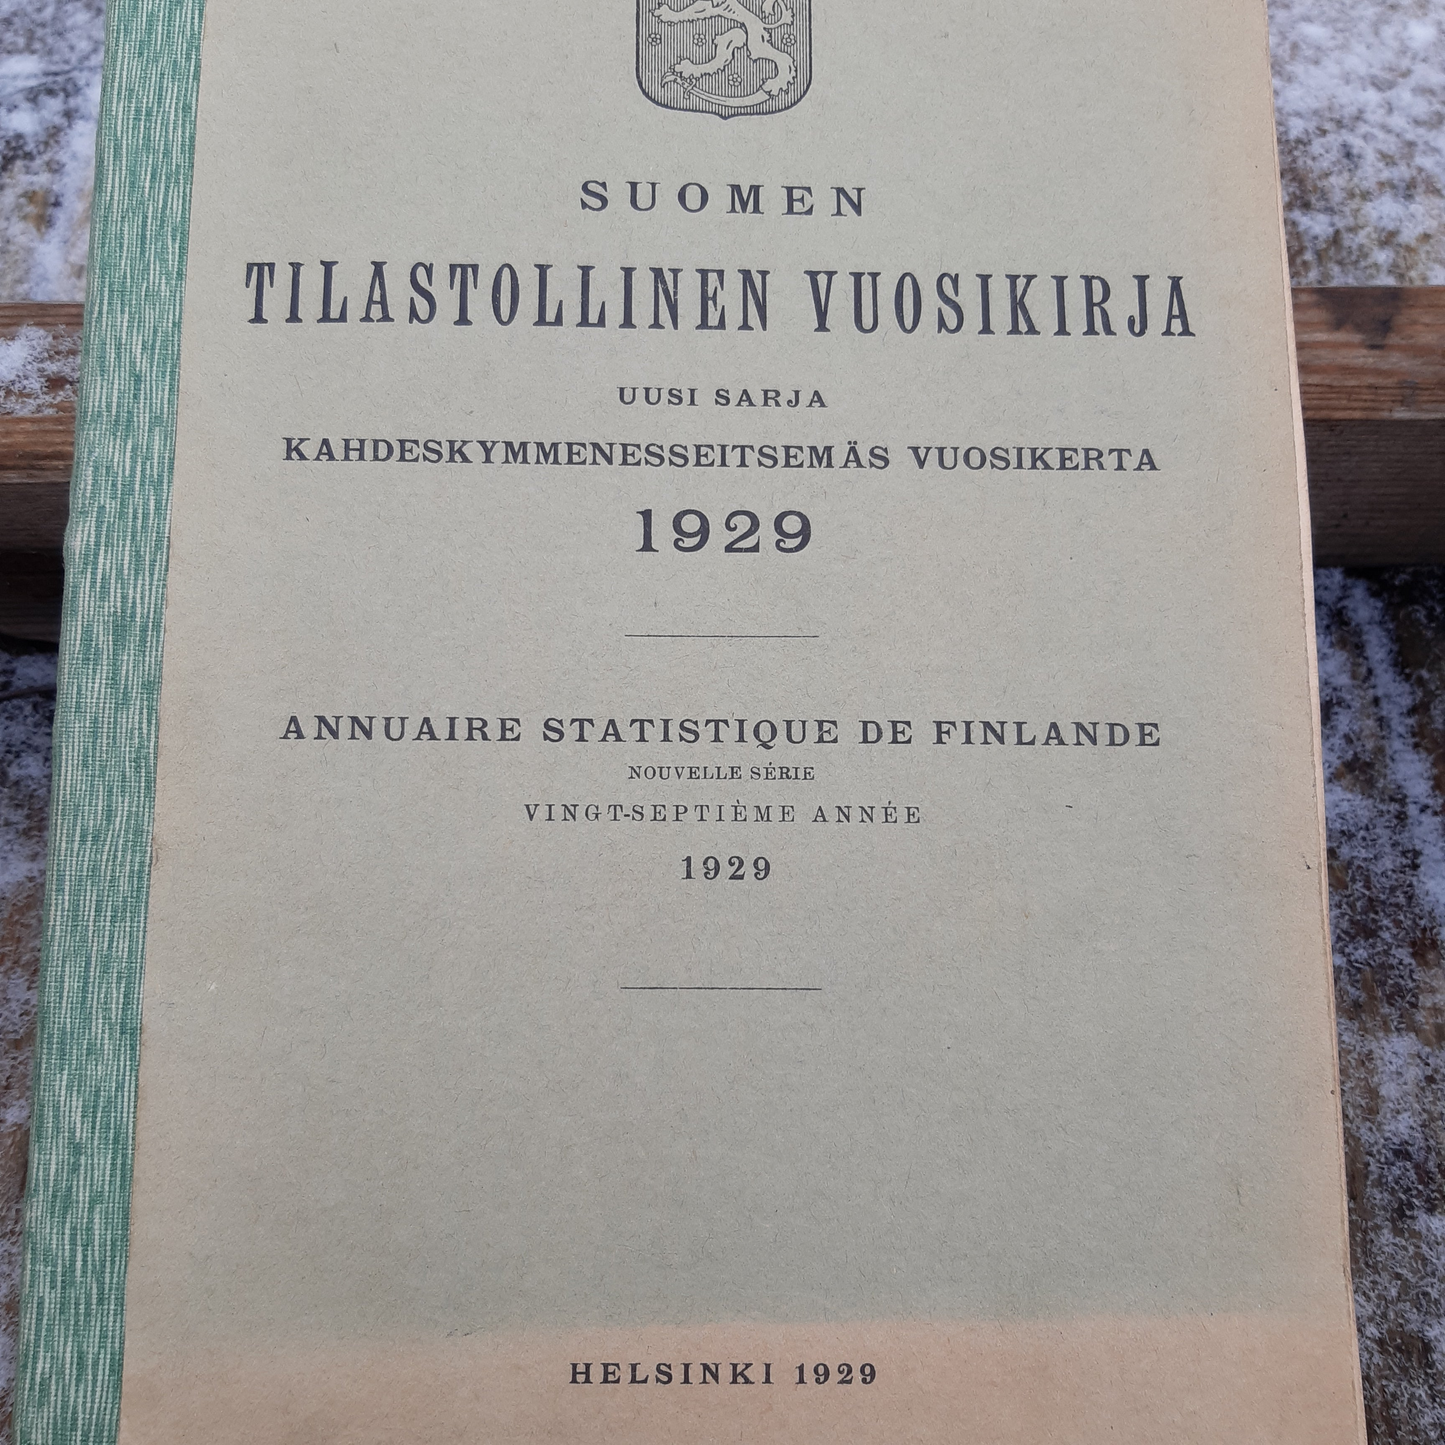 SUOMEN
TILASTOLLINEN VUOSIKIRJA
UUSI SARJA
KAHDESKYMMENESSEITSEMÄS VUOSIKERTA
1929
ANNUAIRE STATISTIQUE DE FINLANDE
NOUVELLE SÉRIE
VINGT-SEPTIÈME ANNÉE
1929
HELSINKI 1929